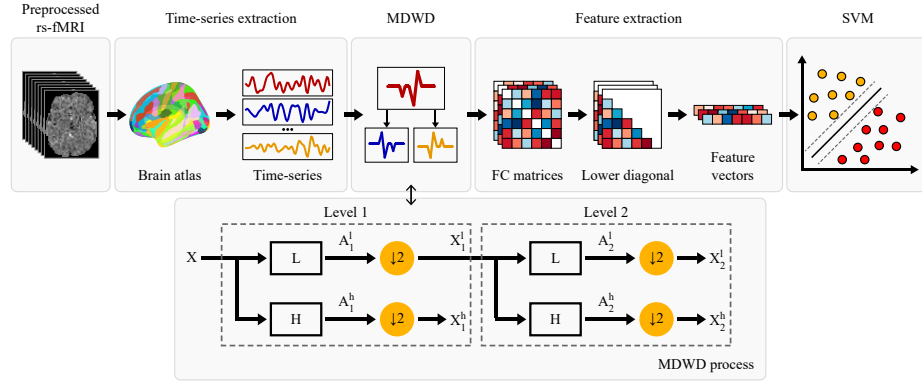 Preprocessed
rs-fMRI
Time-series extraction
MDWD
Feature extraction
SVM
...
Brain atlas
Time-series
FC matrices
Lower diagonal
Feature
vectors
Level 1
Level 2
X
L
A₁ˡ
↓2
X₁ˡ
L
A₂ˡ
↓2
X₂ˡ
H
A₁ʰ
↓2
X₁ʰ
H
A₂ʰ
↓2
X₂ʰ
MDWD process